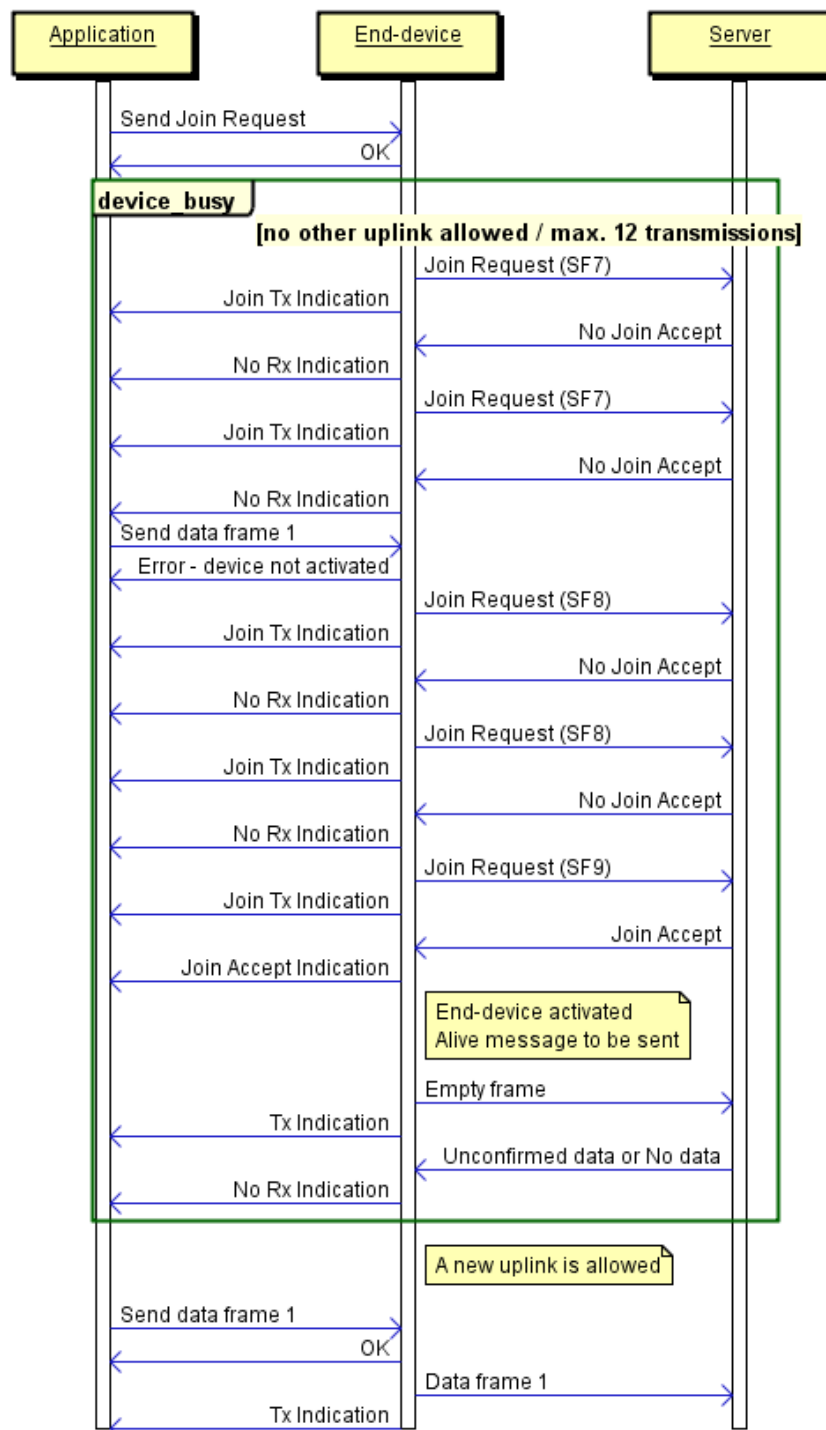 Application
End-device
Server
Send Join Request
OK
device_busy
[no other uplink allowed / max. 12 transmissions]
Join Request (SF7)
Join Tx Indication
No Join Accept
No Rx Indication
Join Request (SF7)
Join Tx Indication
No Join Accept
No Rx Indication
Send data frame 1
Error - device not activated
Join Request (SF8)
Join Tx Indication
No Join Accept
No Rx Indication
Join Request (SF8)
Join Tx Indication
No Join Accept
No Rx Indication
Join Request (SF9)
Join Tx Indication
Join Accept
Join Accept Indication
End-device activated
Alive message to be sent
Empty frame
Tx Indication
Unconfirmed data or No data
No Rx Indication
A new uplink is allowed
Send data frame 1
OK
Data frame 1
Tx Indication